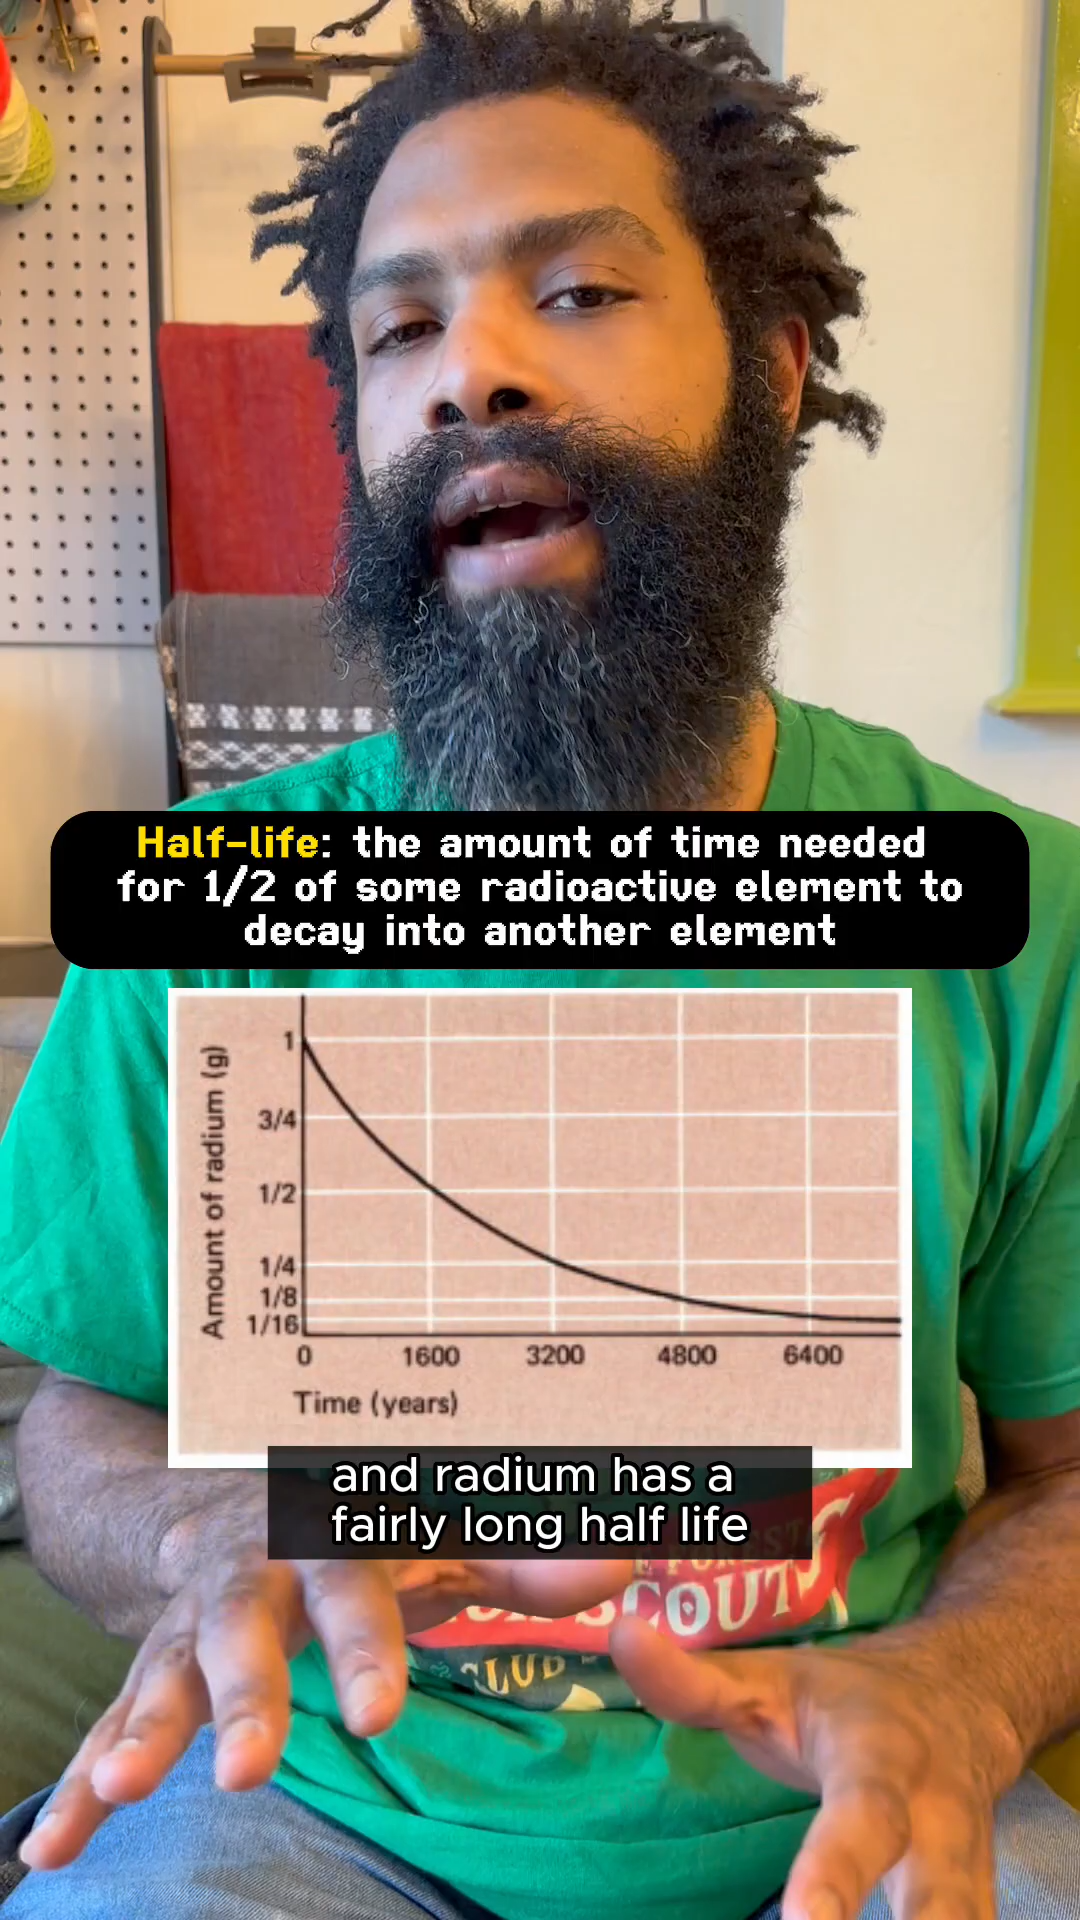 Half-life: the amount of time needed
for 1/2 of some radioactive element to
decay into another element
Amount of radium (g)
1
3/4
1/2
1/4
1/8
1/16
0 1600 3200 4800 6400
Time (years)
and radium has a
fairly long half life
SCOUTS
CLUB